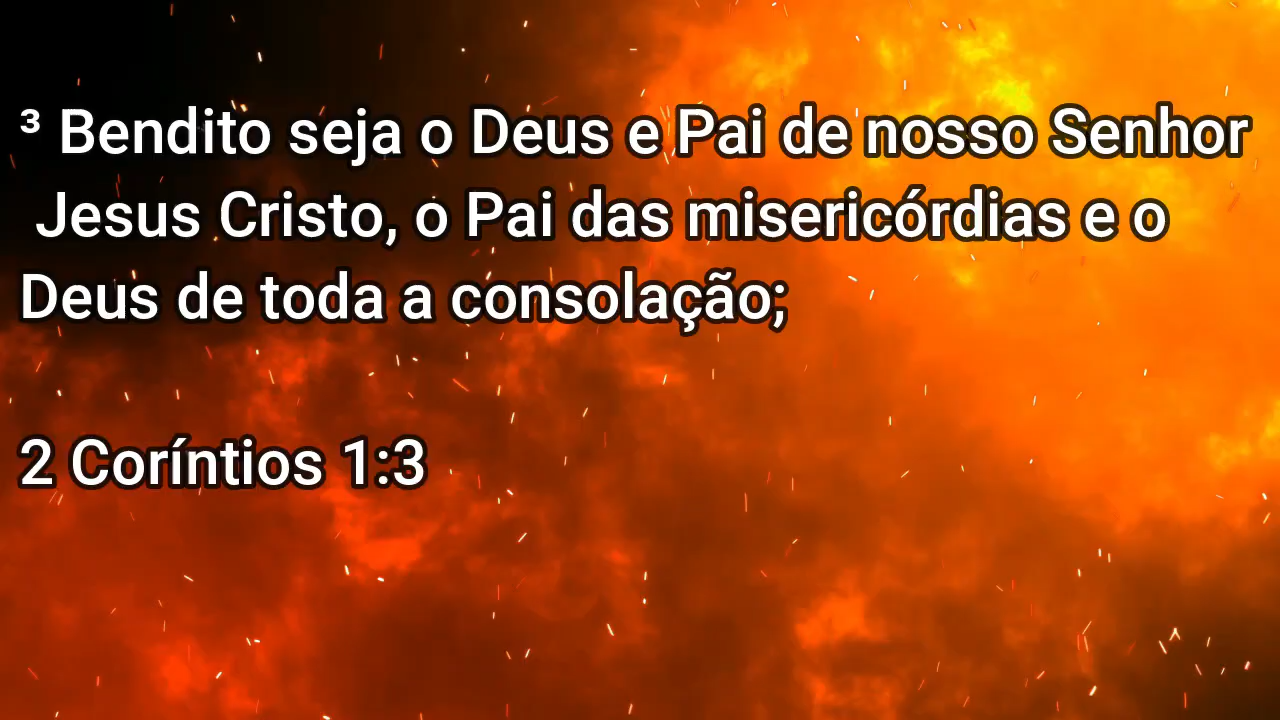 ³ Bendito seja o Deus e Pai de nosso Senhor
Jesus Cristo, o Pai das misericórdias e o
Deus de toda a consolação;
2 Coríntios 1:3